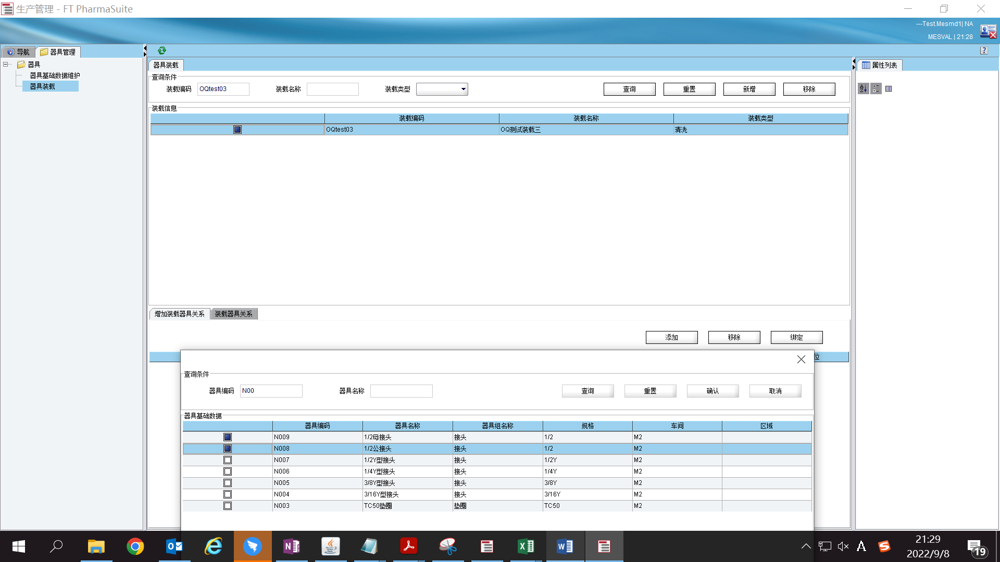 生产管理 - FT PharmaSuite
---Test.Mesmd1| NA
MESVAL | 21:28
导航 器具管理
器具
器具基础数据维护
器具装载
器具装载
查询条件
装载编码 OQtest03 装载名称 装载类型 查询 重置 新增 移除
装载信息
装载编码 装载名称 装载类型
OQtest03 OQ测试装载三 清洗
增加装载器具关系 装载器具关系
添加 移除 绑定
位
查询条件
器具编码 N00 器具名称 查询 重置 确认 取消
器具基础数据
器具编码 器具名称 器具组名称 规格 车间 区域
N009 1/2母接头 接头 1/2 M2
N008 1/2公接头 接头 1/2 M2
N007 1/2Y型接头 接头 1/2Y M2
N006 1/4Y型接头 接头 1/4Y M2
N005 3/8Y型接头 接头 3/8Y M2
N004 3/16Y型接头 接头 3/16Y M2
N003 TC50垫圈 垫圈 TC50 M2
属性列表
21:29
2022/9/8
19